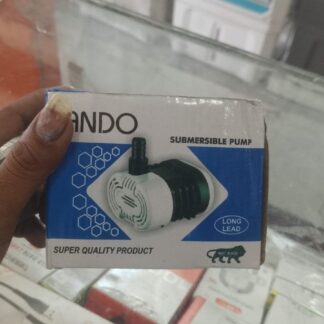 ANDO
SUBMERSIBLE PUMP
LONG
LEAD
SUPER QUALITY PRODUCT